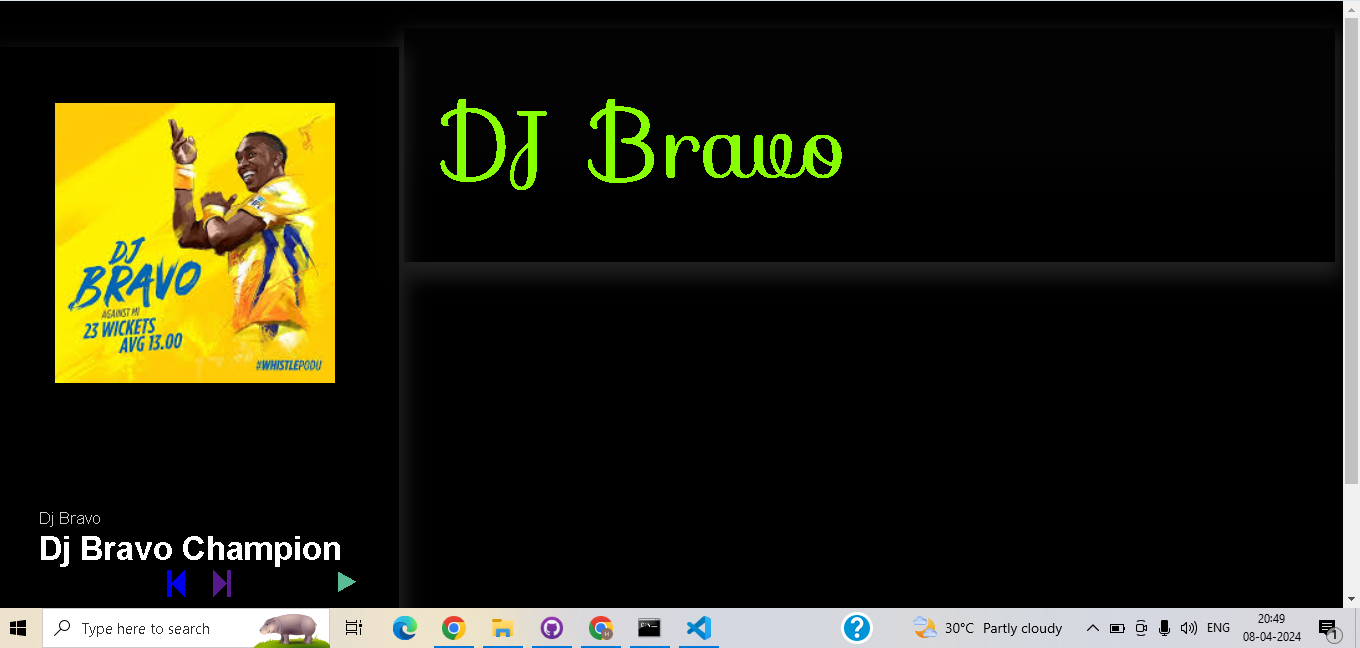 DJ Bravo
DJ
BRAVO
AGAINST MI
23 WICKETS
AVG 13.00
#WHISTLEPODU
Dj Bravo
Dj Bravo Champion
Type here to search
30°C Partly cloudy
ENG
20:49
08-04-2024
1